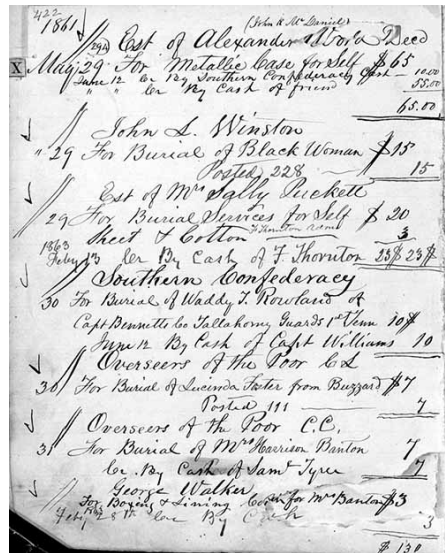 422
1861 (John R McDaniel)
29th Est of Alexander Word Decd
X May 29 For Metallic Case for Self $65
June 12 Cr By Southern Confederacy Cash 10.00
" " Cr By Cash of friend 55.00
65.00
John S. Winston
" 29 For Burial of Black Woman $15
Posted 228 15
Est of Mrs Sally Puckett
29 For Burial Services for Self $ 20
Sheet & Cotton F Thornton 3
1863
Feby 13 Cr By Cash of F. Thornton 23 $ 23 $
Southern Confederacy
30 For Burial of Waddy T. Rowland of
Capt Bennetts Co Tallahomy Guards 1st Tenn 10 $
June 12 By Cash of Capt Williams 10
Overseers of the Poor C L
30 For Burial of Lucinda Foster from Buzzard $7
Posted 111 7
Overseers of the Poor C.C.
31 For Burial of Mrs Harrison Banton 7
Cr. By Cash of Saml Tyree 7
George Walker
For Boxing & Lining for Mrs Banton $3
Cr By Cash 3
$ 130